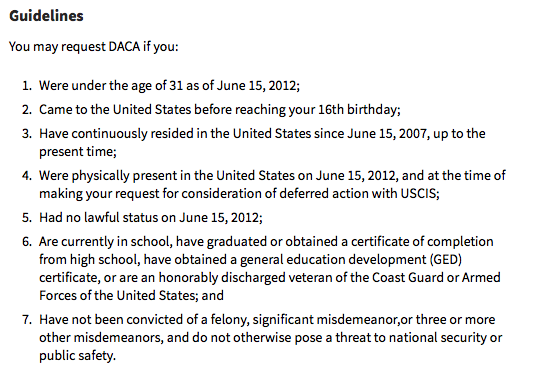 Guidelines
You may request DACA if you:
1. Were under the age of 31 as of June 15, 2012;
2. Came to the United States before reaching your 16th birthday;
3. Have continuously resided in the United States since June 15, 2007, up to the
present time;
4. Were physically present in the United States on June 15, 2012, and at the time of
making your request for consideration of deferred action with USCIS;
5. Had no lawful status on June 15, 2012;
6. Are currently in school, have graduated or obtained a certificate of completion
from high school, have obtained a general education development (GED)
certificate, or are an honorably discharged veteran of the Coast Guard or Armed
Forces of the United States; and
7. Have not been convicted of a felony, significant misdemeanor,or three or more
other misdemeanors, and do not otherwise pose a threat to national security or
public safety.